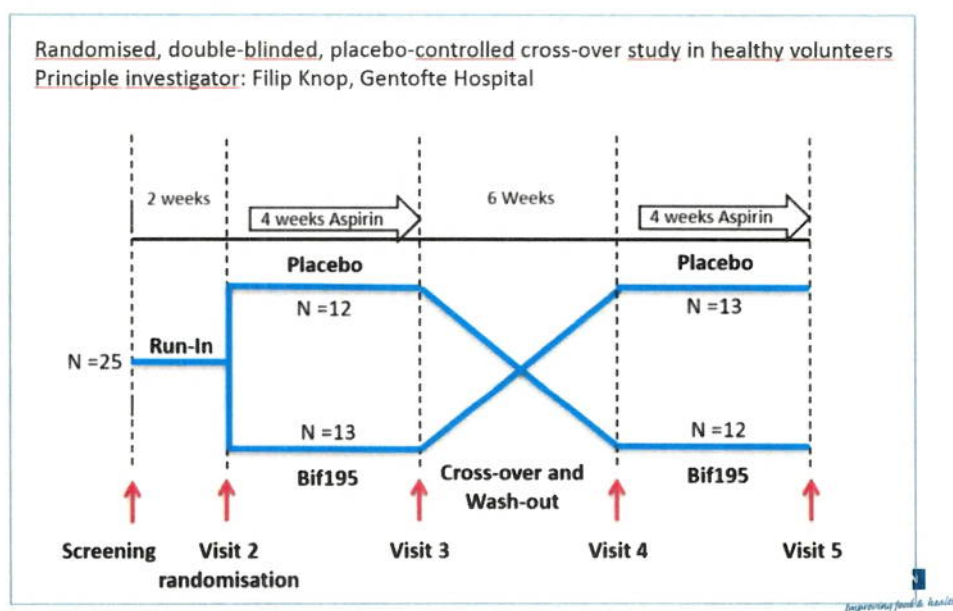 Randomised, double-blinded, placebo-controlled cross-over study in healthy volunteers
Principle investigator: Filip Knop, Gentofte Hospital
2 weeks
6 Weeks
4 weeks Aspirin
4 weeks Aspirin
Placebo
Placebo
N =12
N =13
Run-In
N =25
N =13
N =12
Bif195
Cross-over and
Wash-out
Bif195
Screening
Visit 2
randomisation
Visit 3
Visit 4
Visit 5
Improving food &